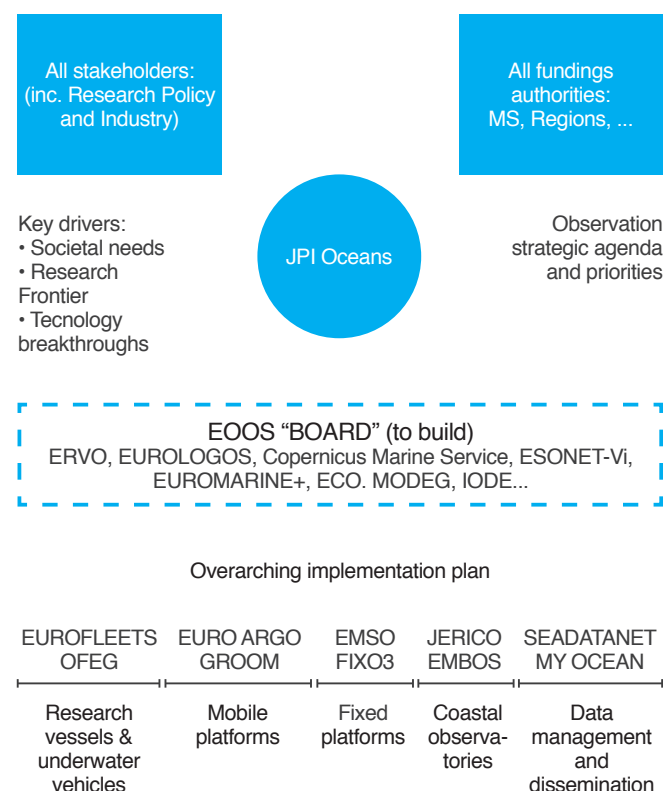 All stakeholders:
(inc. Research Policy
and Industry)
All fundings
authorities:
MS, Regions, ...
Key drivers:
• Societal needs
• Research
Frontier
• Tecnology
breakthroughs
JPI Oceans
Observation
strategic agenda
and priorities
EOOS “BOARD” (to build)
ERVO, EUROLOGOS, Copernicus Marine Service, ESONET-Vi,
EUROMARINE+, ECO. MODEG, IODE...
Overarching implementation plan
EUROFLEETS
OFEG
EURO ARGO
GROOM
EMSO
FIXO3
JERICO
EMBOS
SEADATANET
MY OCEAN
Research
vessels &
underwater
vehicles
Mobile
platforms
Fixed
platforms
Coastal
observa-
tories
Data
management
and
dissemination